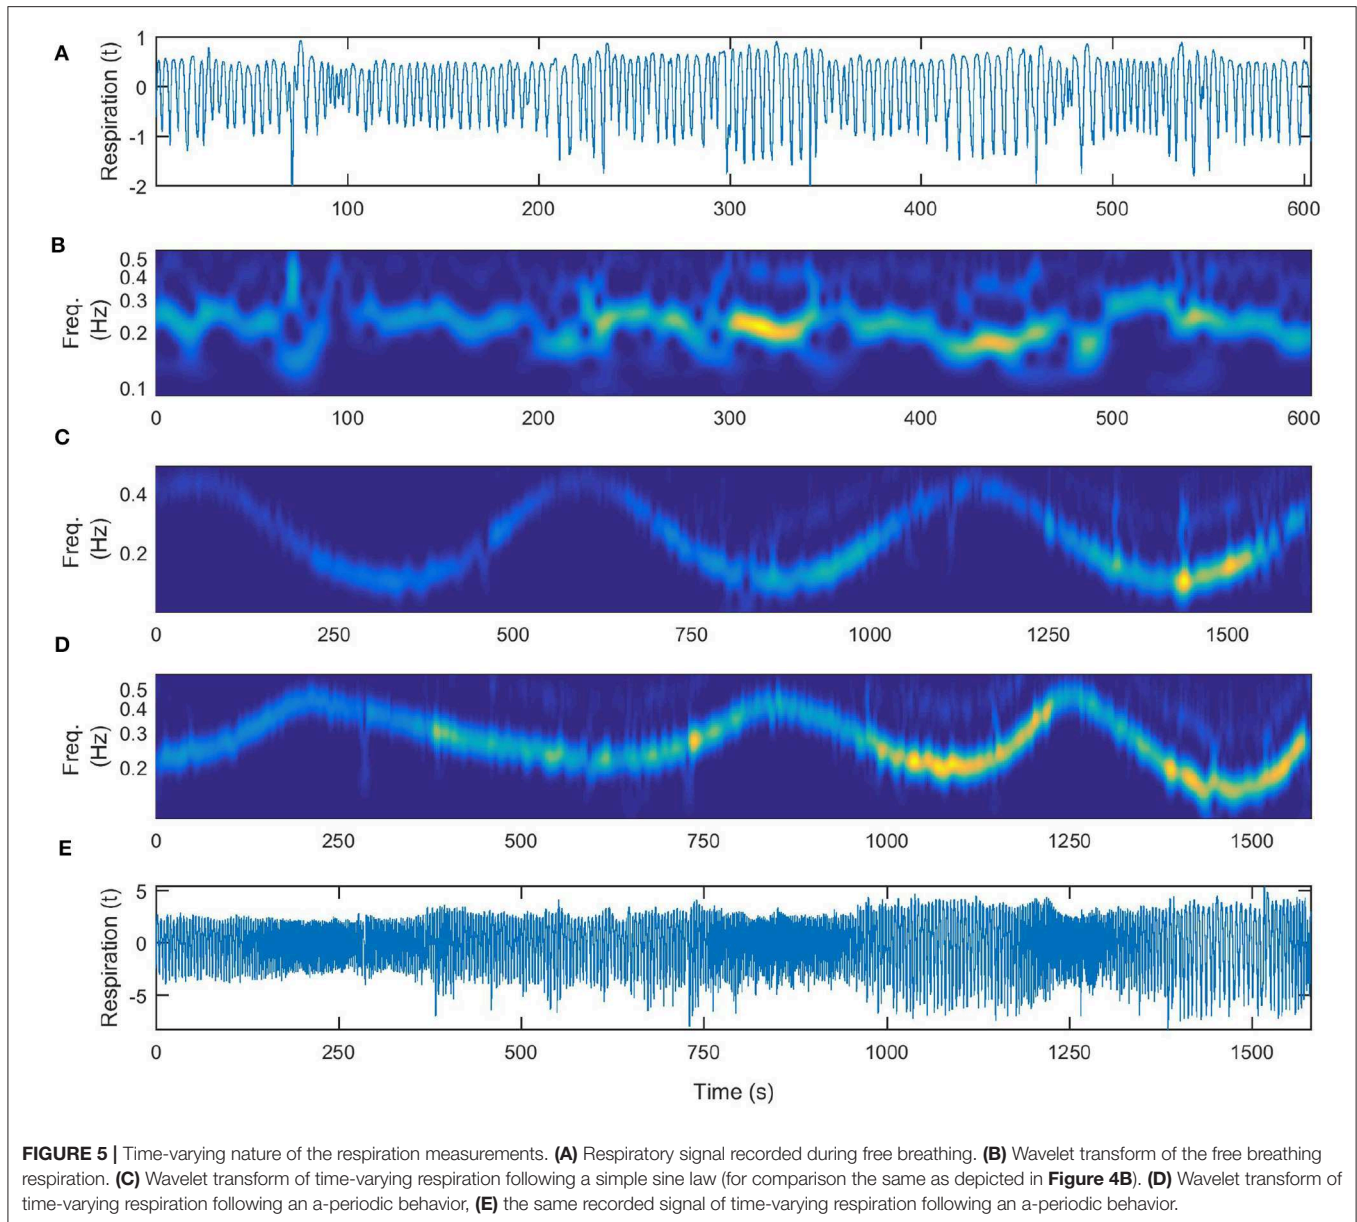 A
Respiration (t)
1
0
-1
-2
100 200 300 400 500 600
B
Freq.
(Hz)
0.5
0.4
0.3
0.2
0.1
0 100 200 300 400 500 600
C
Freq.
(Hz)
0.4
0.2
0 250 500 750 1000 1250 1500
D
Freq.
(Hz)
0.5
0.4
0.3
0.2
0 250 500 750 1000 1250 1500
E
Respiration (t)
5
0
-5
0 250 500 750 1000 1250 1500
Time (s)
FIGURE 5 | Time-varying nature of the respiration measurements. (A) Respiratory signal recorded during free breathing. (B) Wavelet transform of the free breathing
respiration. (C) Wavelet transform of time-varying respiration following a simple sine law (for comparison the same as depicted in Figure 4B). (D) Wavelet transform of
time-varying respiration following an a-periodic behavior, (E) the same recorded signal of time-varying respiration following an a-periodic behavior.